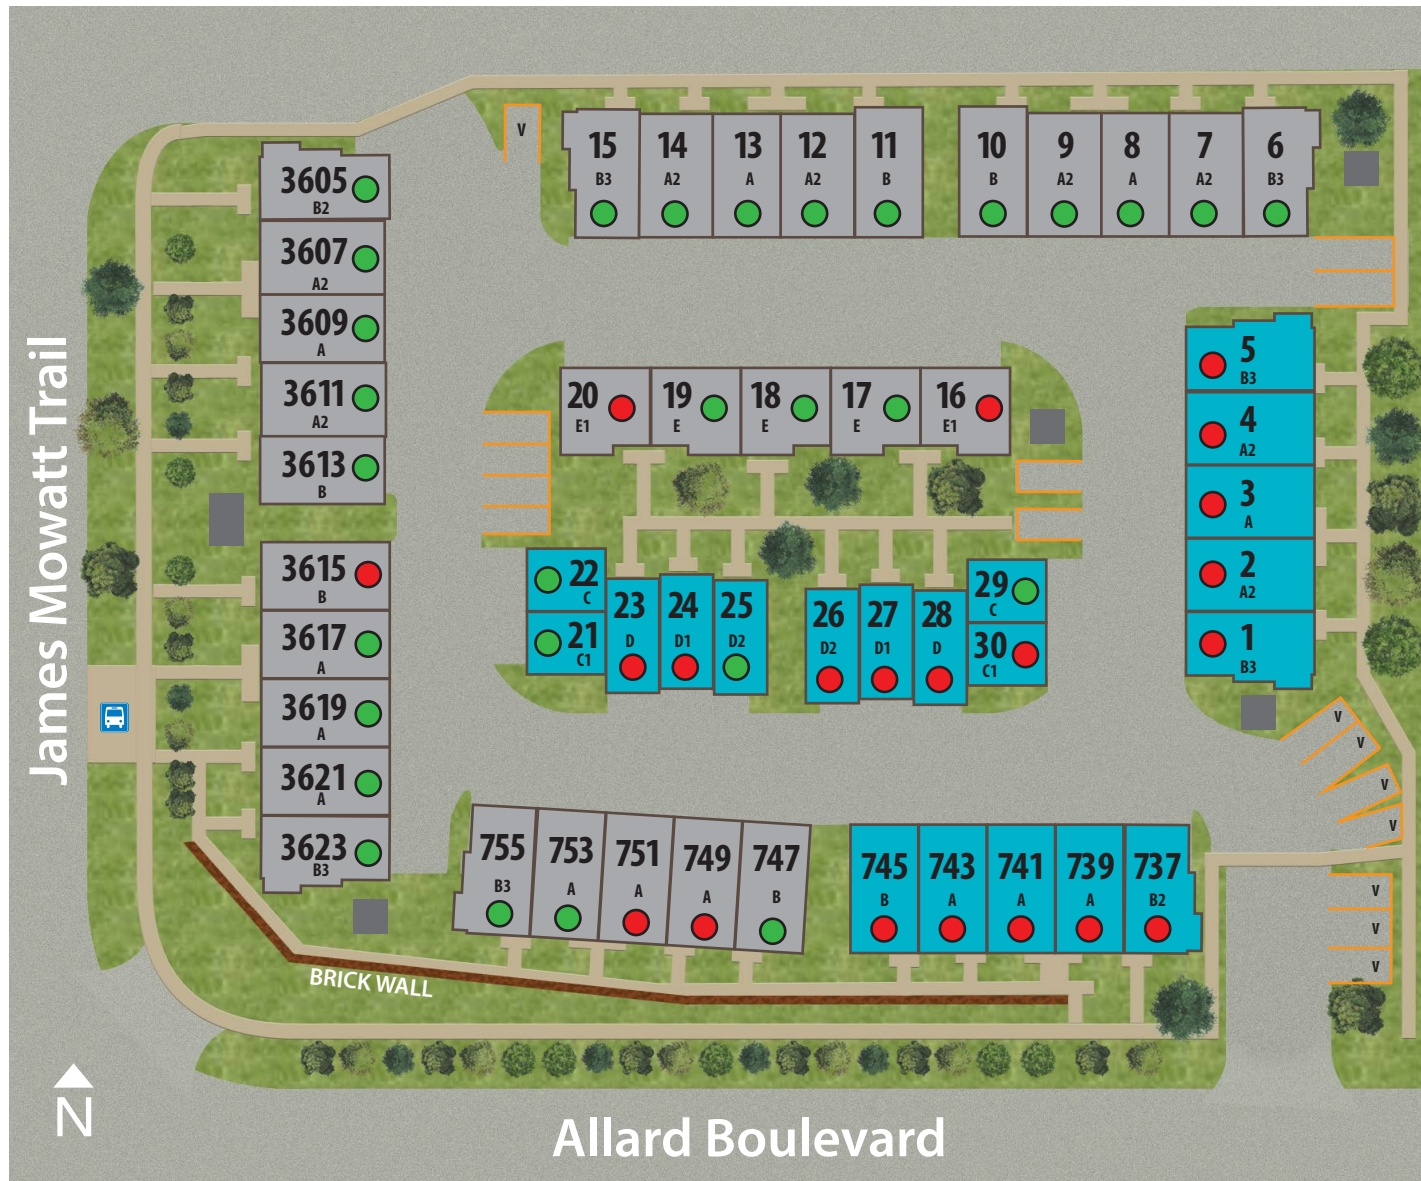 V
15
B3
14
A2
13
A
12
A2
11
B
10
B
9
A2
8
A
7
A2
6
B3
3605
B2
3607
A2
3609
A
3611
A2
3613
B
3615
B
3617
A
3619
A
3621
A
3623
B3
James Mowatt Trail
20
E1
19
E
18
E
17
E
16
E1
5
B3
4
A2
3
A
2
A2
1
B3
22
C
21
C1
23
D
24
D1
25
D2
26
D2
27
D1
28
D
29
C
30
C1
V
V
V
V
755
B3
753
A
751
A
749
A
747
B
745
B
743
A
741
A
739
A
737
B2
V
V
V
BRICK WALL
N
Allard Boulevard